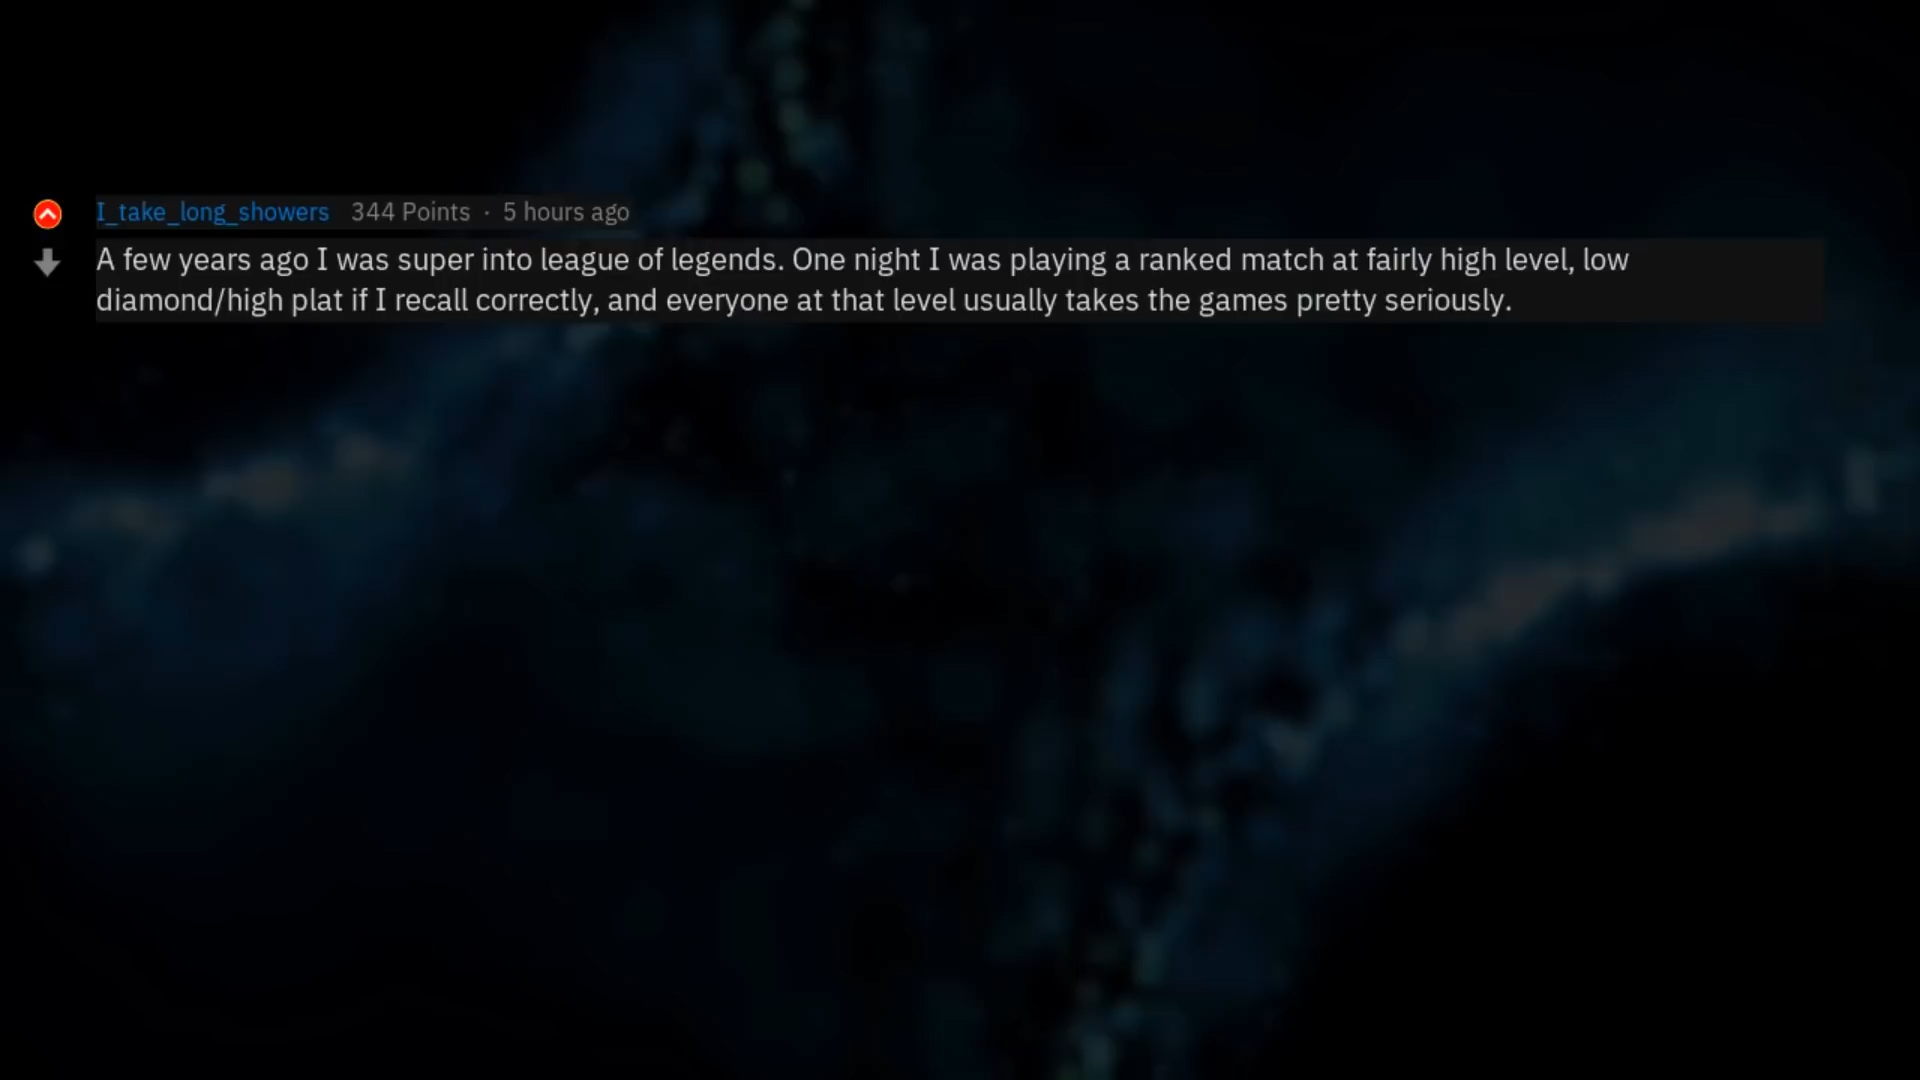 I_take_long_showers 344 Points · 5 hours ago
A few years ago I was super into league of legends. One night I was playing a ranked match at fairly high level, low
diamond/high plat if I recall correctly, and everyone at that level usually takes the games pretty seriously.